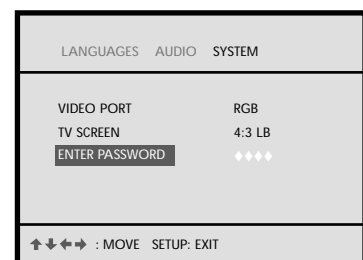 LANGUAGES AUDIO SYSTEM
VIDEO PORT RGB
TV SCREEN 4:3 LB
ENTER PASSWORD ♦♦♦♦
: MOVE SETUP: EXIT